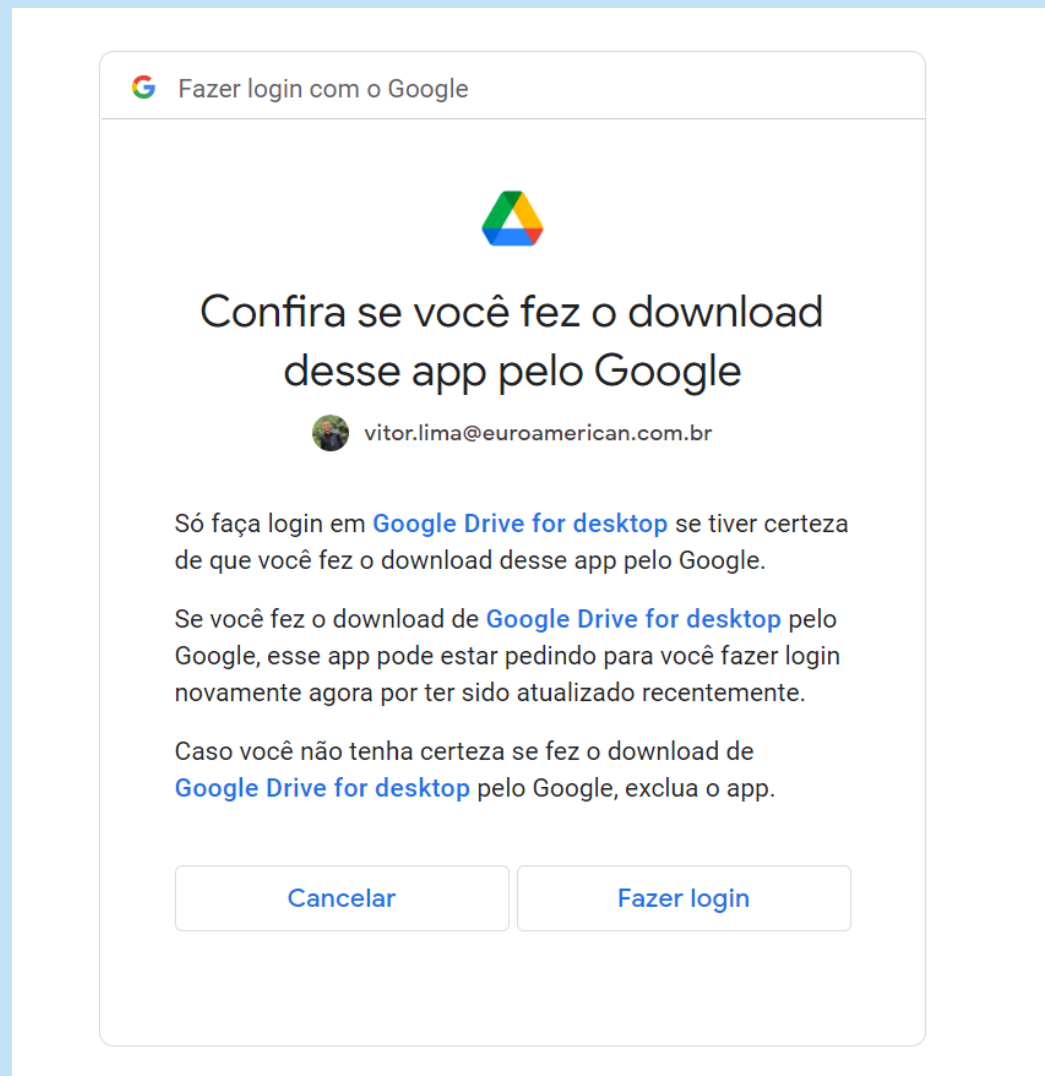 Fazer login com o Google
Confira se você fez o download
desse app pelo Google
vitor.lima@euroamerican.com.br
Só faça login em Google Drive for desktop se tiver certeza
de que você fez o download desse app pelo Google.
Se você fez o download de Google Drive for desktop pelo
Google, esse app pode estar pedindo para você fazer login
novamente agora por ter sido atualizado recentemente.
Caso você não tenha certeza se fez o download de
Google Drive for desktop pelo Google, exclua o app.
Cancelar
Fazer login